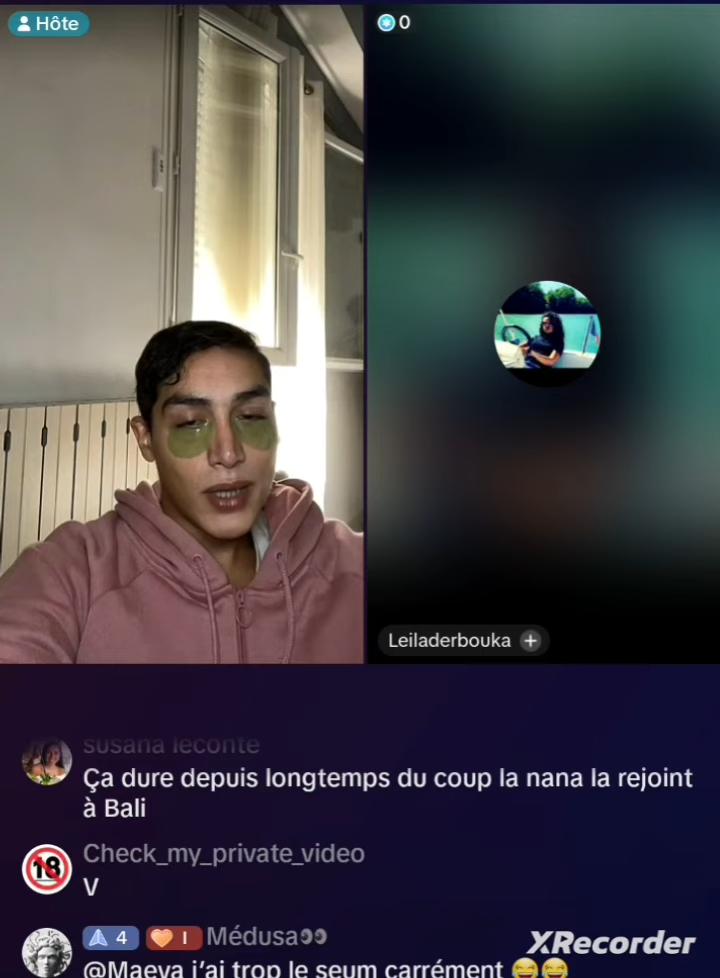 Hôte
0
Leiladerbouka +
susana leconte
Ça dure depuis longtemps du coup la nana la rejoint
à Bali
Check_my_private_video
18
V
4 I Médusa👀
@Maeva j'ai trop le seum carrément 😂😂
XRecorder